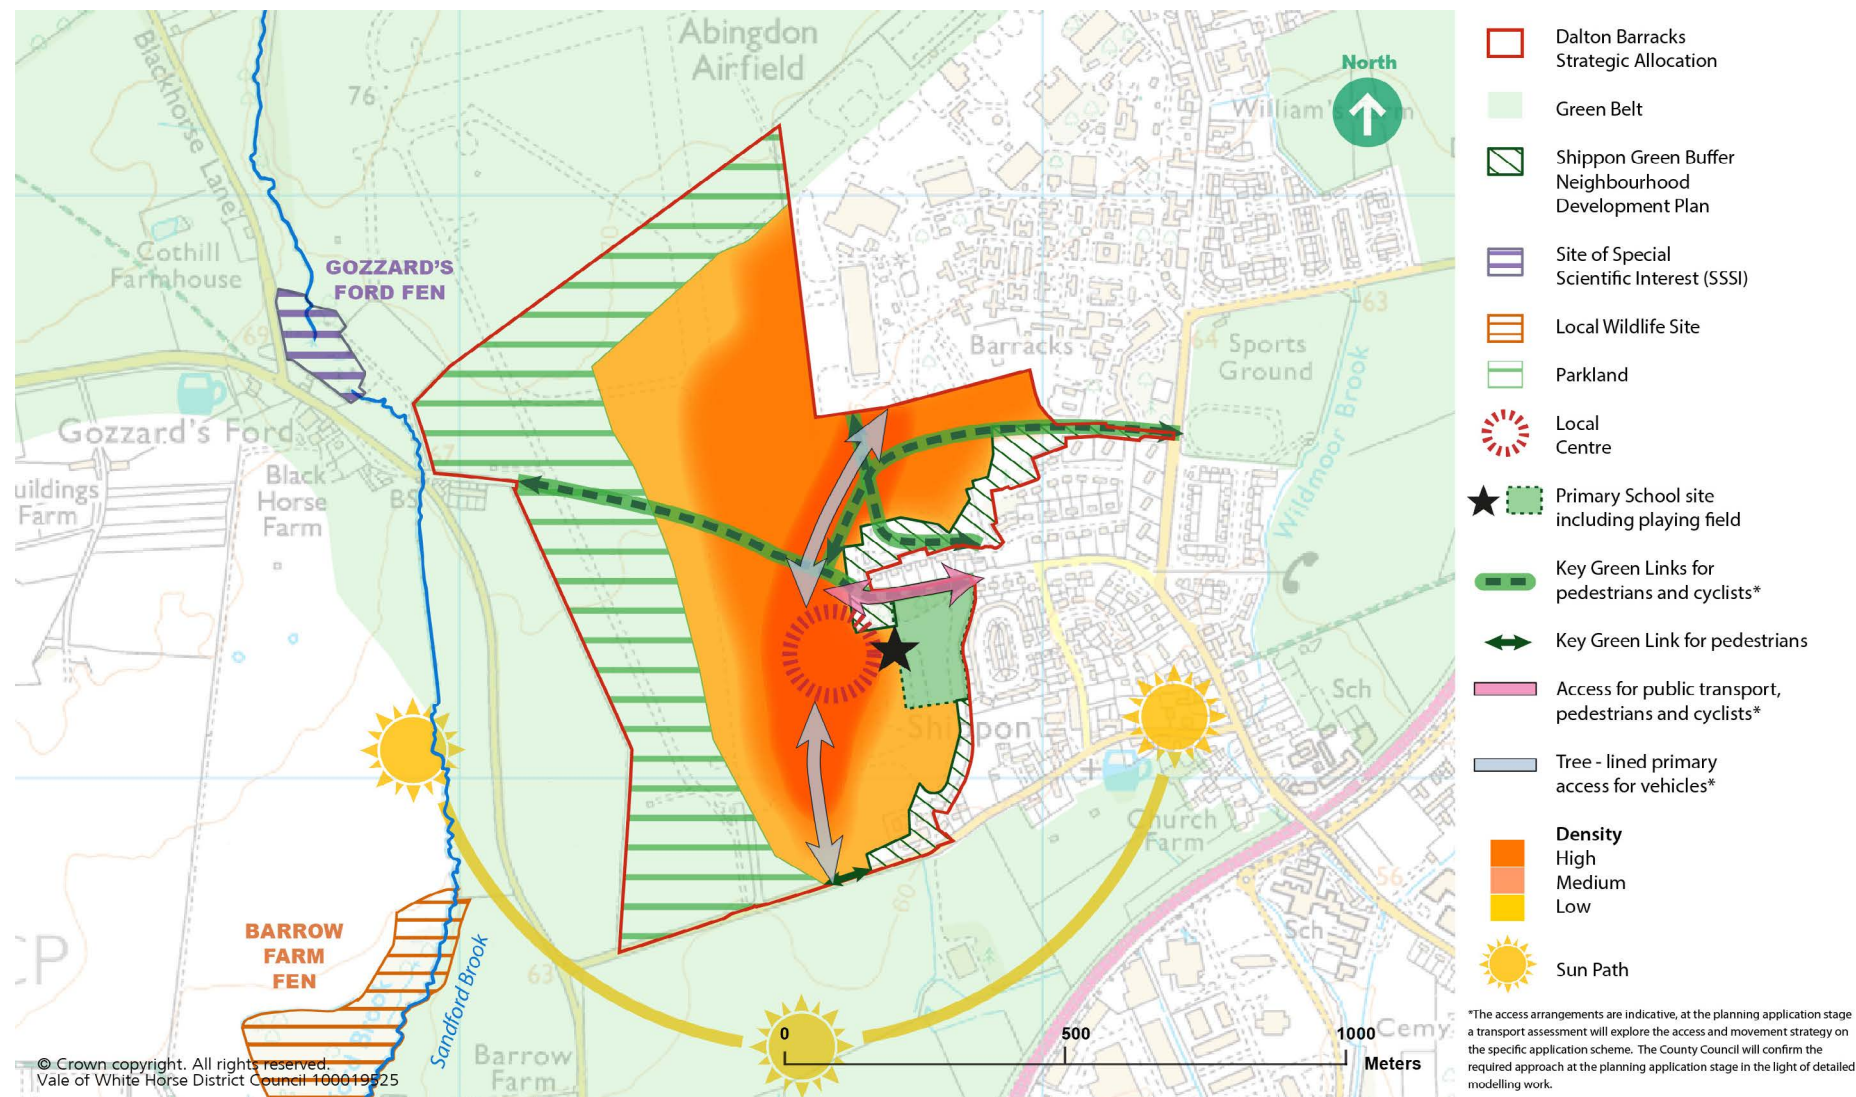 Abingdon
Airfield
76
Blackhorse Lane
North
William's Farm
Cothill
Farmhouse
GOZZARD'S
FORD FEN
69
63
64
Barracks
Sports
Ground
Wildmoor Brook
Gozzard's Ford
67
Black
Horse
Farm
BS
uildings
Farm
Shippon
Sch
Church
Farm
56
Sch
60
BARROW
FARM
FEN
CP
63
Sandford Brook
Barrow
Farm
Cemy
0 500 1000
Meters
© Crown copyright. All rights reserved.
Vale of White Horse District Council 100019525
Dalton Barracks
Strategic Allocation
Green Belt
Shippon Green Buffer
Neighbourhood
Development Plan
Site of Special
Scientific Interest (SSSI)
Local Wildlife Site
Parkland
Local
Centre
Primary School site
including playing field
Key Green Links for
pedestrians and cyclists*
Key Green Link for pedestrians
Access for public transport,
pedestrians and cyclists*
Tree - lined primary
access for vehicles*
Density
High
Medium
Low
Sun Path
*The access arrangements are indicative, at the planning application stage
a transport assessment will explore the access and movement strategy on
the specific application scheme. The County Council will confirm the
required approach at the planning application stage in the light of detailed
modelling work.